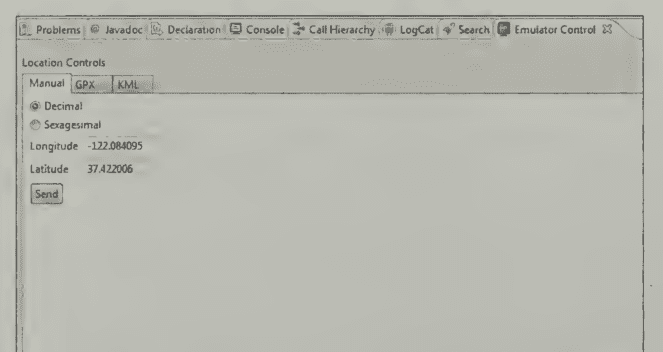 Problems @ Javadoc Declaration Console Call Hierarchy LogCat Search Emulator Control
Location Controls
Manual GPX KML
Decimal
Sexagesimal
Longitude -122.084095
Latitude 37.422006
Send